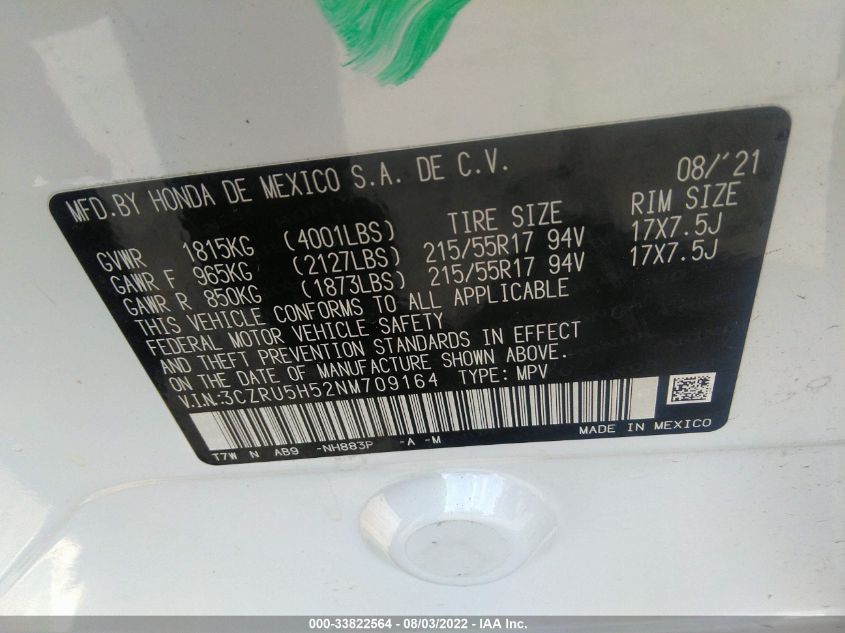 MFD.BY HONDA DE MEXICO S.A. DE C.V. 08/'21
TIRE SIZE RIM SIZE
GVWR 1815KG (4001LBS)
GAWR F 965KG (2127LBS) 215/55R17 94V 17X7.5J
GAWR R 850KG (1873LBS) 215/55R17 94V 17X7.5J
THIS VEHICLE CONFORMS TO ALL APPLICABLE
FEDERAL MOTOR VEHICLE SAFETY
AND THEFT PREVENTION STANDARDS IN EFFECT
ON THE DATE OF MANUFACTURE SHOWN ABOVE.
V.I.N:3CZRU5H52NM709164 TYPE: MPV
T7W N AB9 -NH883P -A -M MADE IN MEXICO
000-33822564 - 08/03/2022 - IAA Inc.